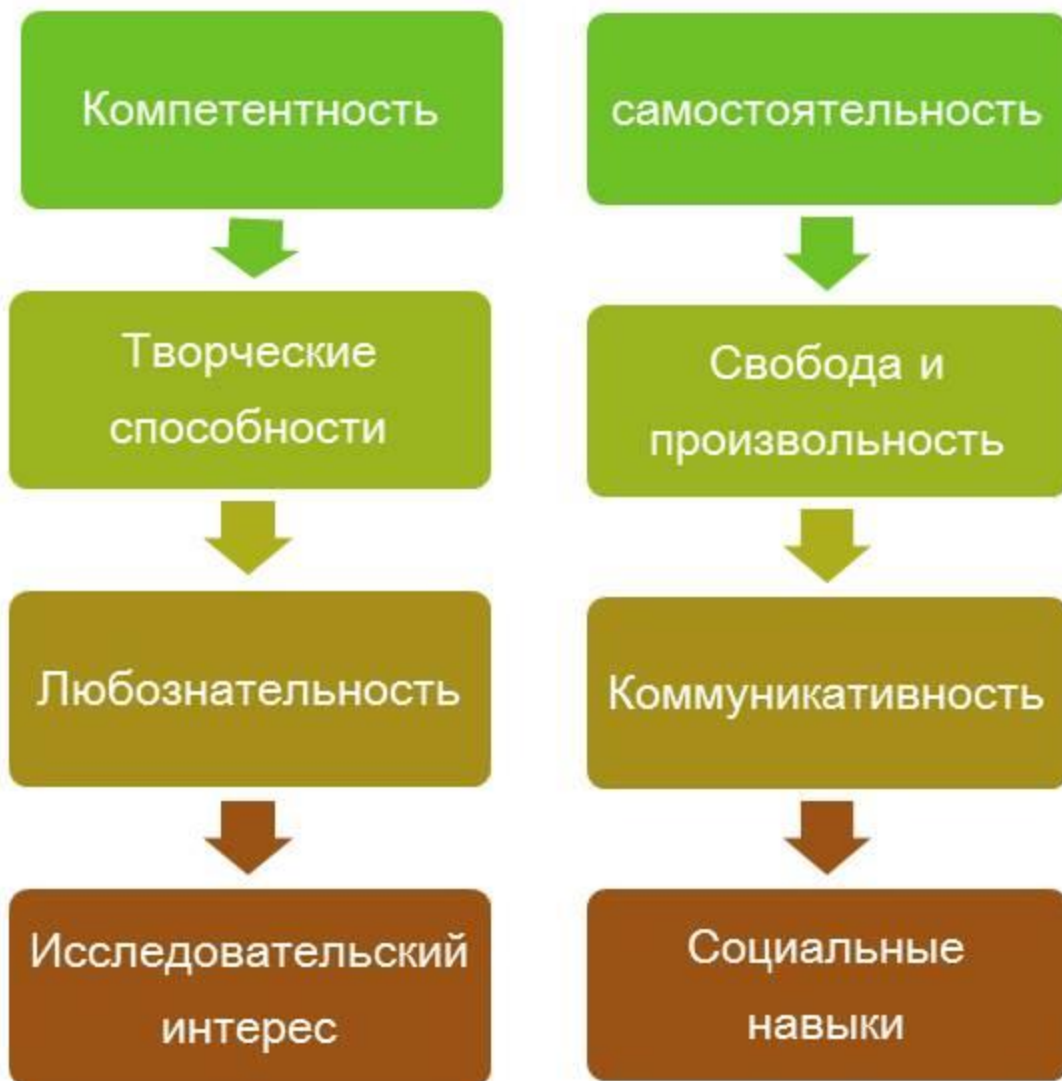 Компетентность
Творческие
способности
Любознательность
Исследовательский
интерес
самостоятельность
Свобода и
произвольность
Коммуникативность
Социальные
навыки